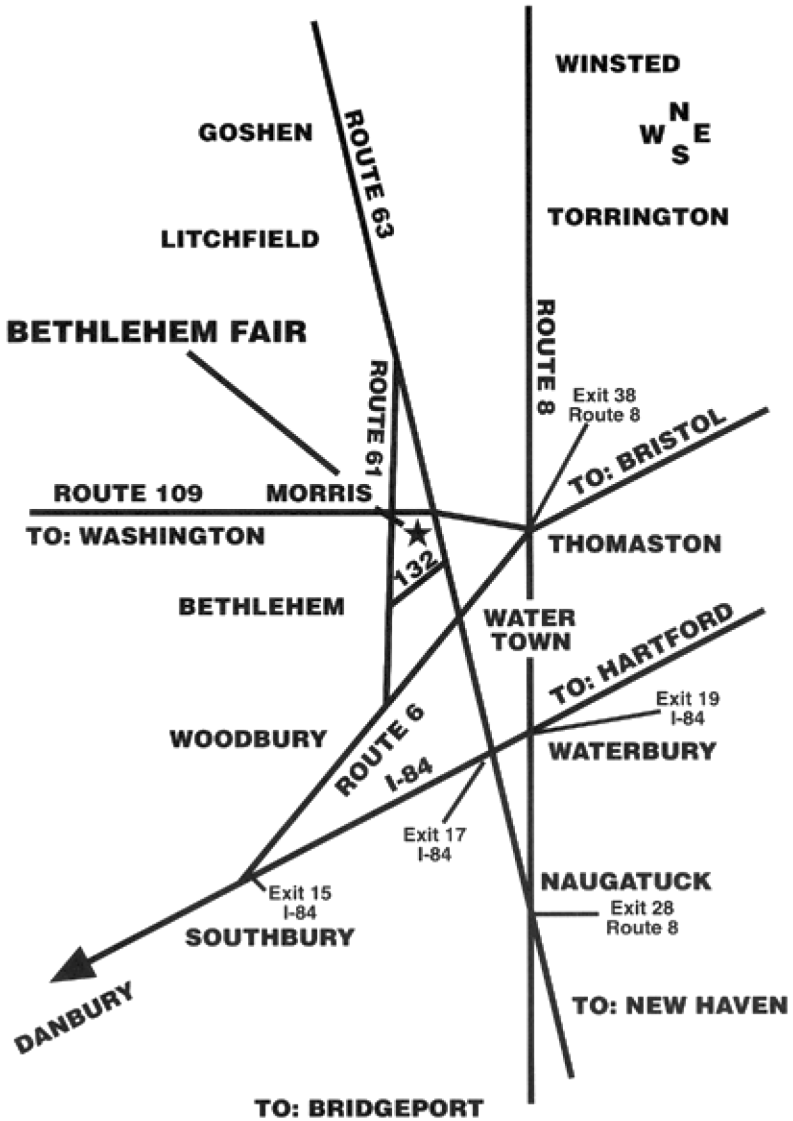 WINSTED
N
W E
S
GOSHEN
ROUTE 63
TORRINGTON
LITCHFIELD
BETHLEHEM FAIR
ROUTE 8
ROUTE 61
Exit 38
Route 8
TO: BRISTOL
ROUTE 109
MORRIS
TO: WASHINGTON
THOMASTON
132
BETHLEHEM
WATER
TOWN
TO: HARTFORD
Exit 19
I-84
WOODBURY
ROUTE 6
WATERBURY
I-84
Exit 17
I-84
NAUGATUCK
Exit 15
I-84
Exit 28
Route 8
SOUTHBURY
DANBURY
TO: NEW HAVEN
TO: BRIDGEPORT